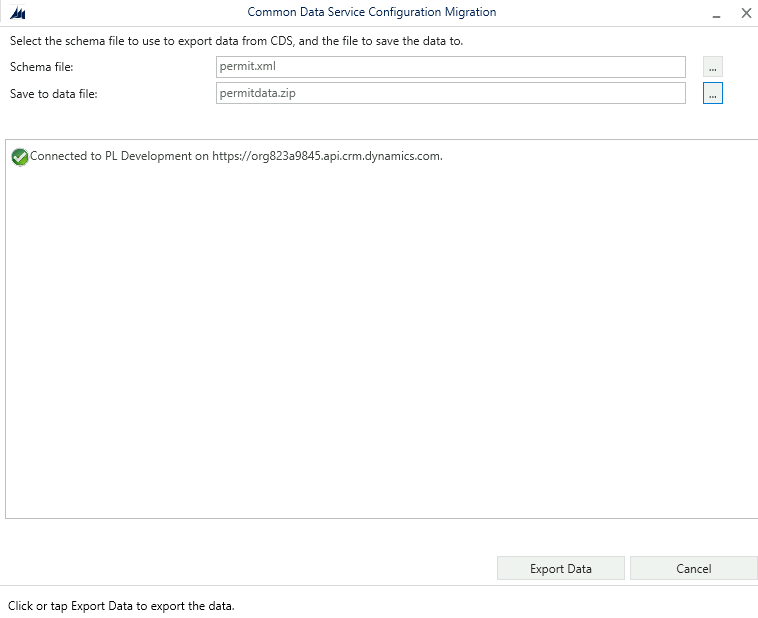 Common Data Service Configuration Migration
Select the schema file to use to export data from CDS, and the file to save the data to.
Schema file:
permit.xml
...
Save to data file:
permitdata.zip
...
Connected to PL Development on https://org823a9845.api.crm.dynamics.com.
Export Data
Cancel
Click or tap Export Data to export the data.